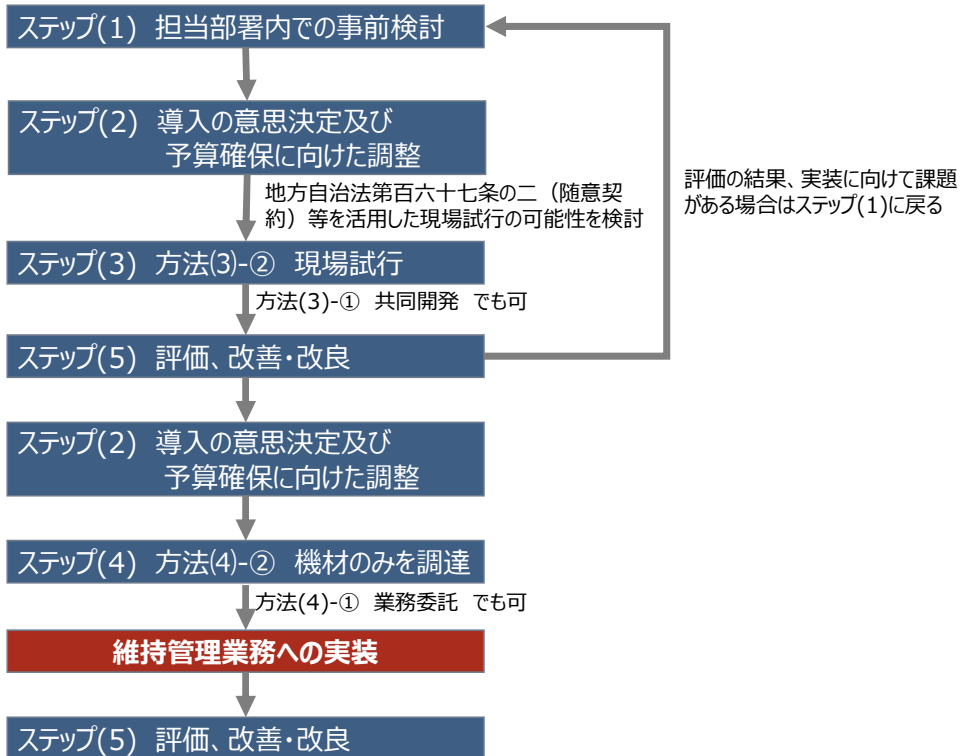 ステップ(1) 担当部署内での事前検討
ステップ(2) 導入の意思決定及び
予算確保に向けた調整
地方自治法第百六十七条の二（随意契
約）等を活用した現場試行の可能性を検討
評価の結果、実装に向けて課題
がある場合はステップ(1)に戻る
ステップ(3) 方法⑶-② 現場試行
方法(3)-① 共同開発 でも可
ステップ(5) 評価、改善・改良
ステップ(2) 導入の意思決定及び
予算確保に向けた調整
ステップ(4) 方法⑷-② 機材のみを調達
方法(4)-① 業務委託 でも可
維持管理業務への実装
ステップ(5) 評価、改善・改良